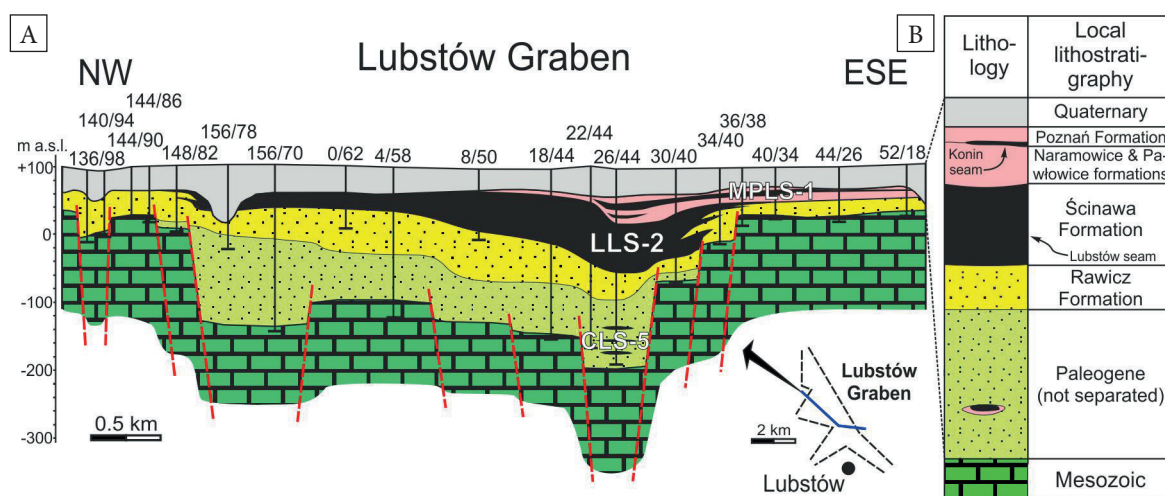 A
Lubstów Graben
NW
ESE
m a.s.l.
136/98
140/94
144/90
144/86
148/82
156/78
156/70
0/62
4/58
8/50
18/44
22/44
26/44
30/40
34/40
36/38
40/34
44/26
52/18
+100
0
-100
-200
-300
MPLS-1
LLS-2
CLS-5
0.5 km
2 km
Lubstów
Graben
Lubstów
B
Litho-
logy
Local
lithostrati-
graphy
Quaternary
Poznań Formation
Konin
seam
Naramowice & Pa-
włowice formations
Ścinawa
Formation
Lubstów seam
Rawicz
Formation
Paleogene
(not separated)
Mesozoic